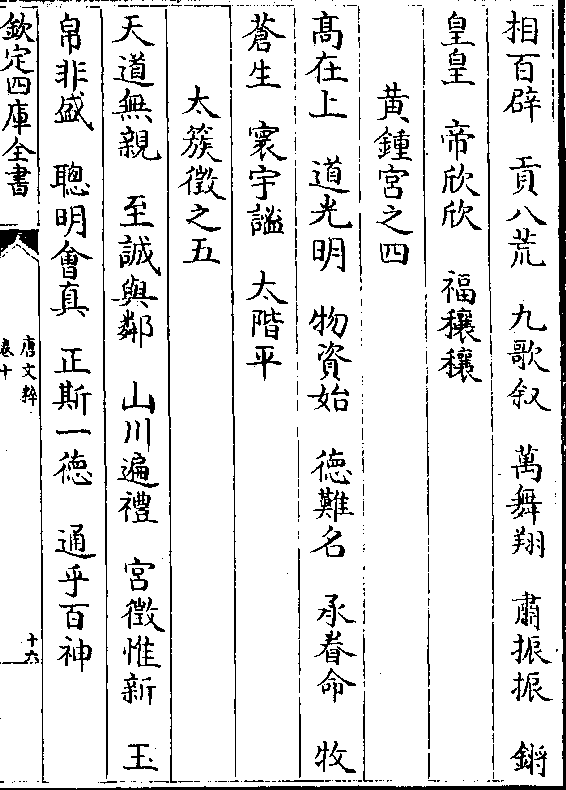 相百辟　貢八荒　九歌叙　萬舞翔　肅振振　鏘
皇皇　帝欣欣　福穰穰
黃鍾宮之四
髙在上　道光明　物資始　德難名　承眷命　牧
蒼生　寰宇謐　太階平
太簇徵之五
天道無親　至誠與鄰　山川遍禮　宮徵惟新　玉
帛非盛　聰明會真　正斯一德　通乎百神
欽定四庫全書
唐文粹
卷十
十六